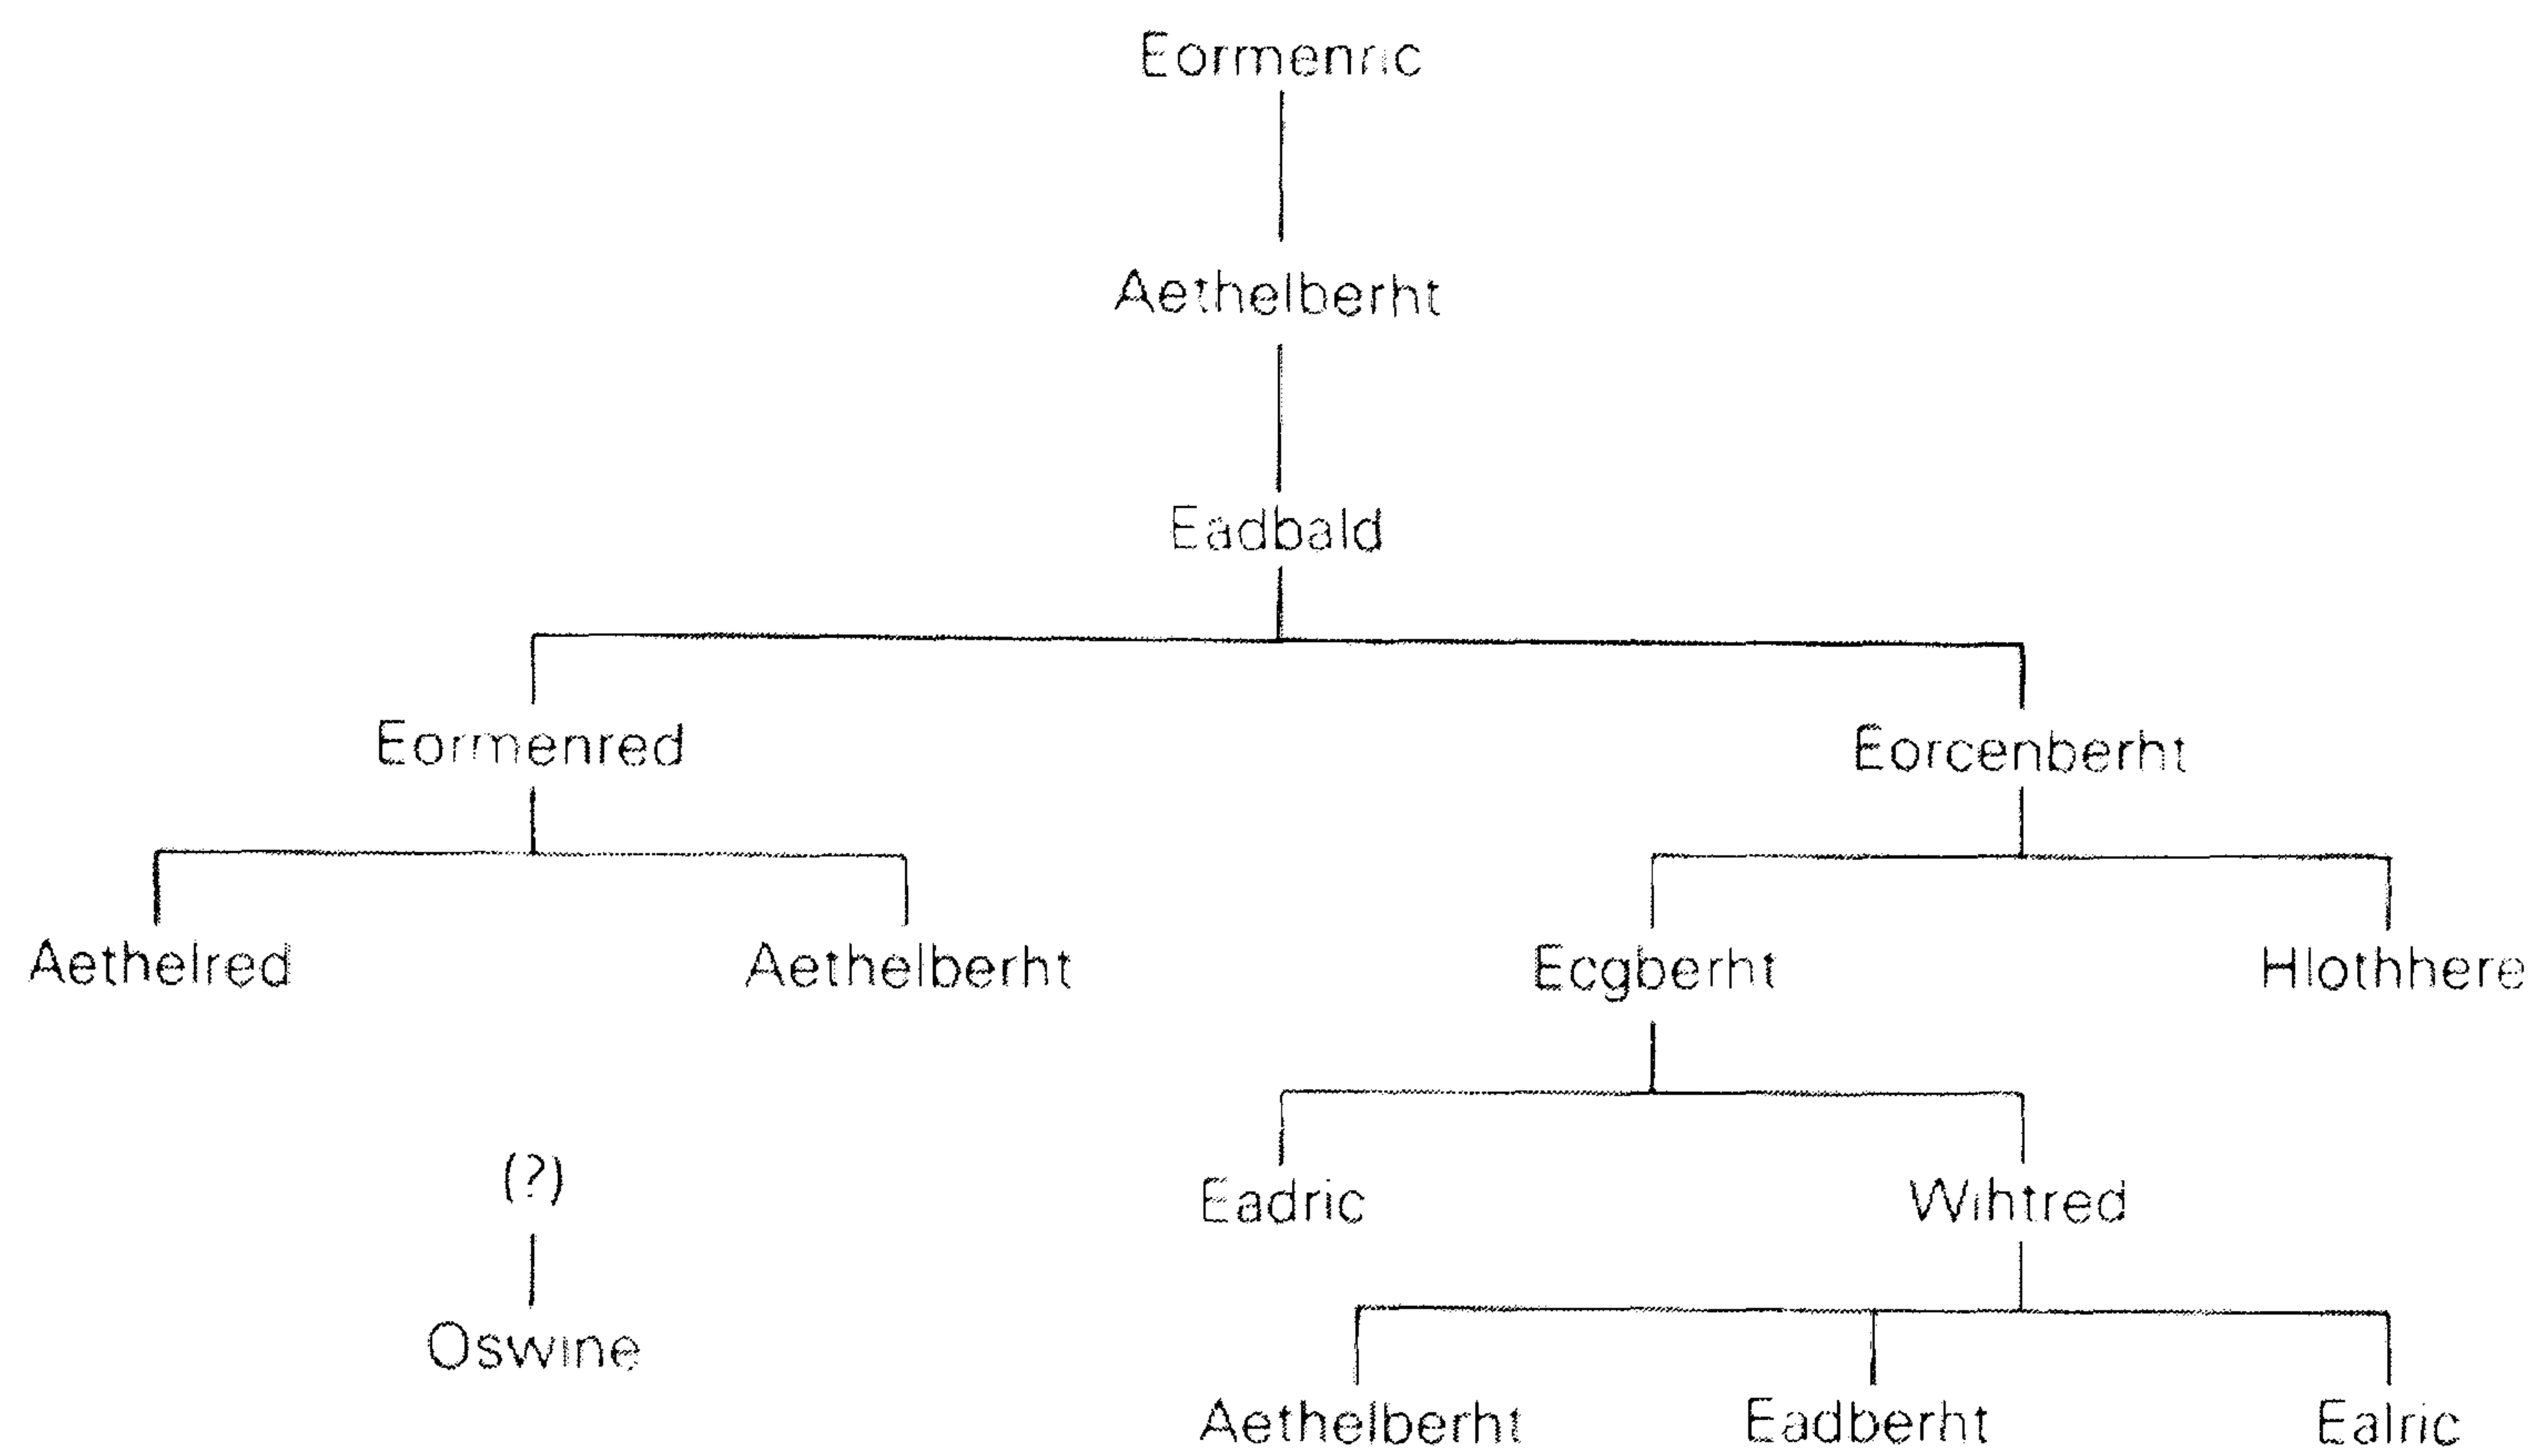 Eormenric
Aethelberht
Eadbald
Eormenred Eorcenberht
Aethelred Aethelberht Ecgberht Hlothhere
(?) Eadric Wihtred
Oswine
Aethelberht Eadberht Ealric